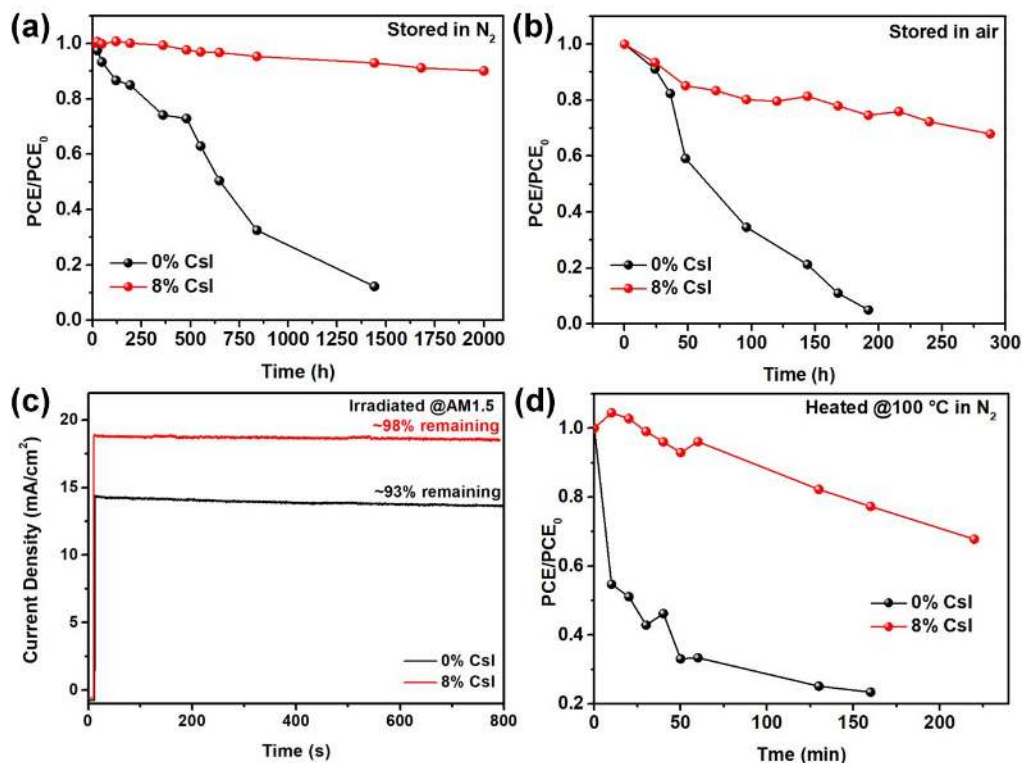 (a)
Stored in N2
1.0
0.8
0.6
0.4
0.2
0.0
PCE/PCE0
0% CsI
8% CsI
0 250 500 750 1000 1250 1500 1750 2000
Time (h)
(b)
Stored in air
1.0
0.8
0.6
0.4
0.2
0.0
PCE/PCE0
0% CsI
8% CsI
0 50 100 150 200 250 300
Time (h)
(c)
Irradiated @AM1.5
~98% remaining
~93% remaining
20
15
10
5
0
Current Density (mA/cm2)
0% CsI
8% CsI
0 200 400 600 800
Time (s)
(d)
Heated @100 °C in N2
1.0
0.8
0.6
0.4
0.2
PCE/PCE0
0% CsI
8% CsI
0 50 100 150 200
Tme (min)